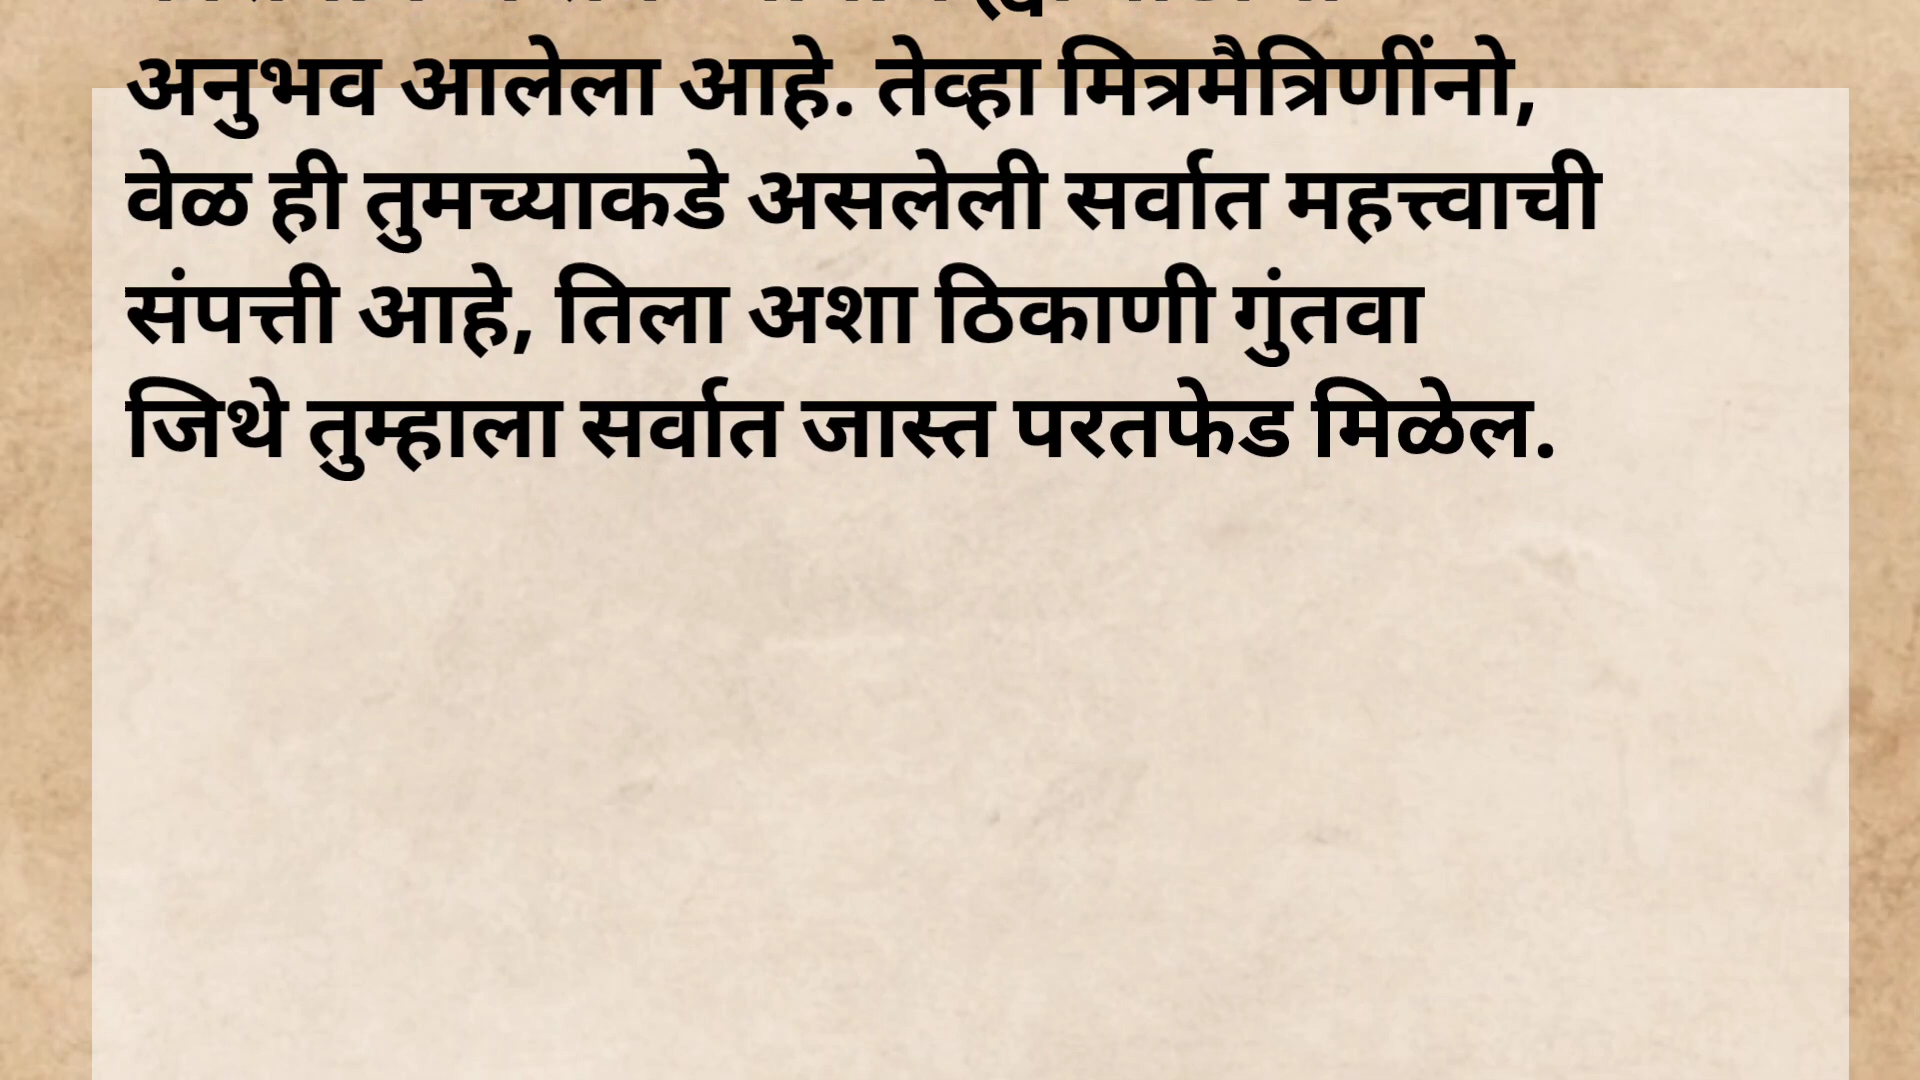 अनुभव आलेला आहे. तेव्हा मित्रमैत्रिणींनो,
वेळ ही तुमच्याकडे असलेली सर्वात महत्त्वाची
संपत्ती आहे, तिला अशा ठिकाणी गुंतवा
जिथे तुम्हाला सर्वात जास्त परतफेड मिळेल.